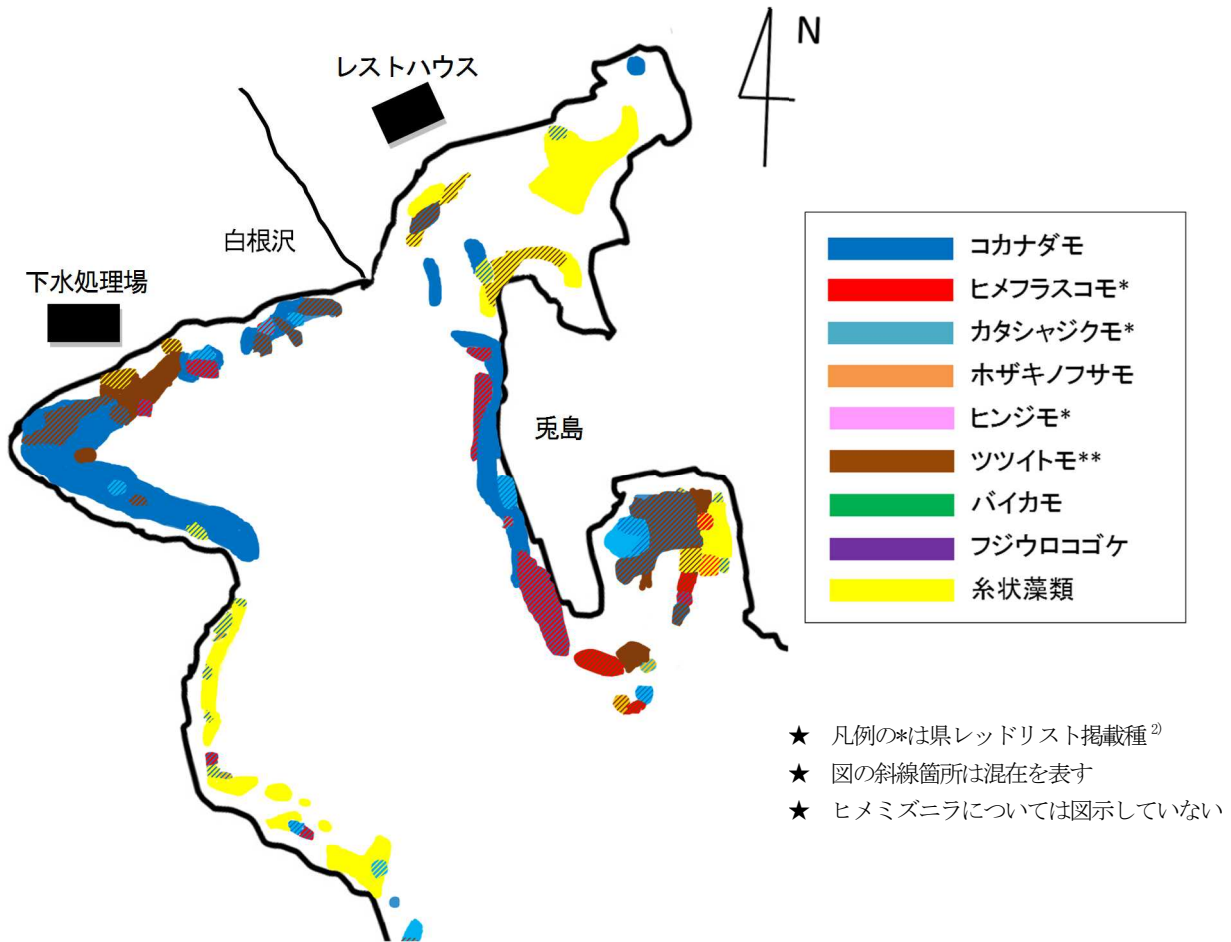 N
レストハウス
白根沢
下水処理場
兎島
コカナダモ
ヒメフラスコモ*
カタシャジクモ*
ホザキノフサモ
ヒンジモ*
ツツイトモ**
バイカモ
フジウロコゴケ
糸状藻類
★ 凡例の*は県レッドリスト掲載種2)
★ 図の斜線箇所は混在を表す
★ ヒメミズニラについては図示していない